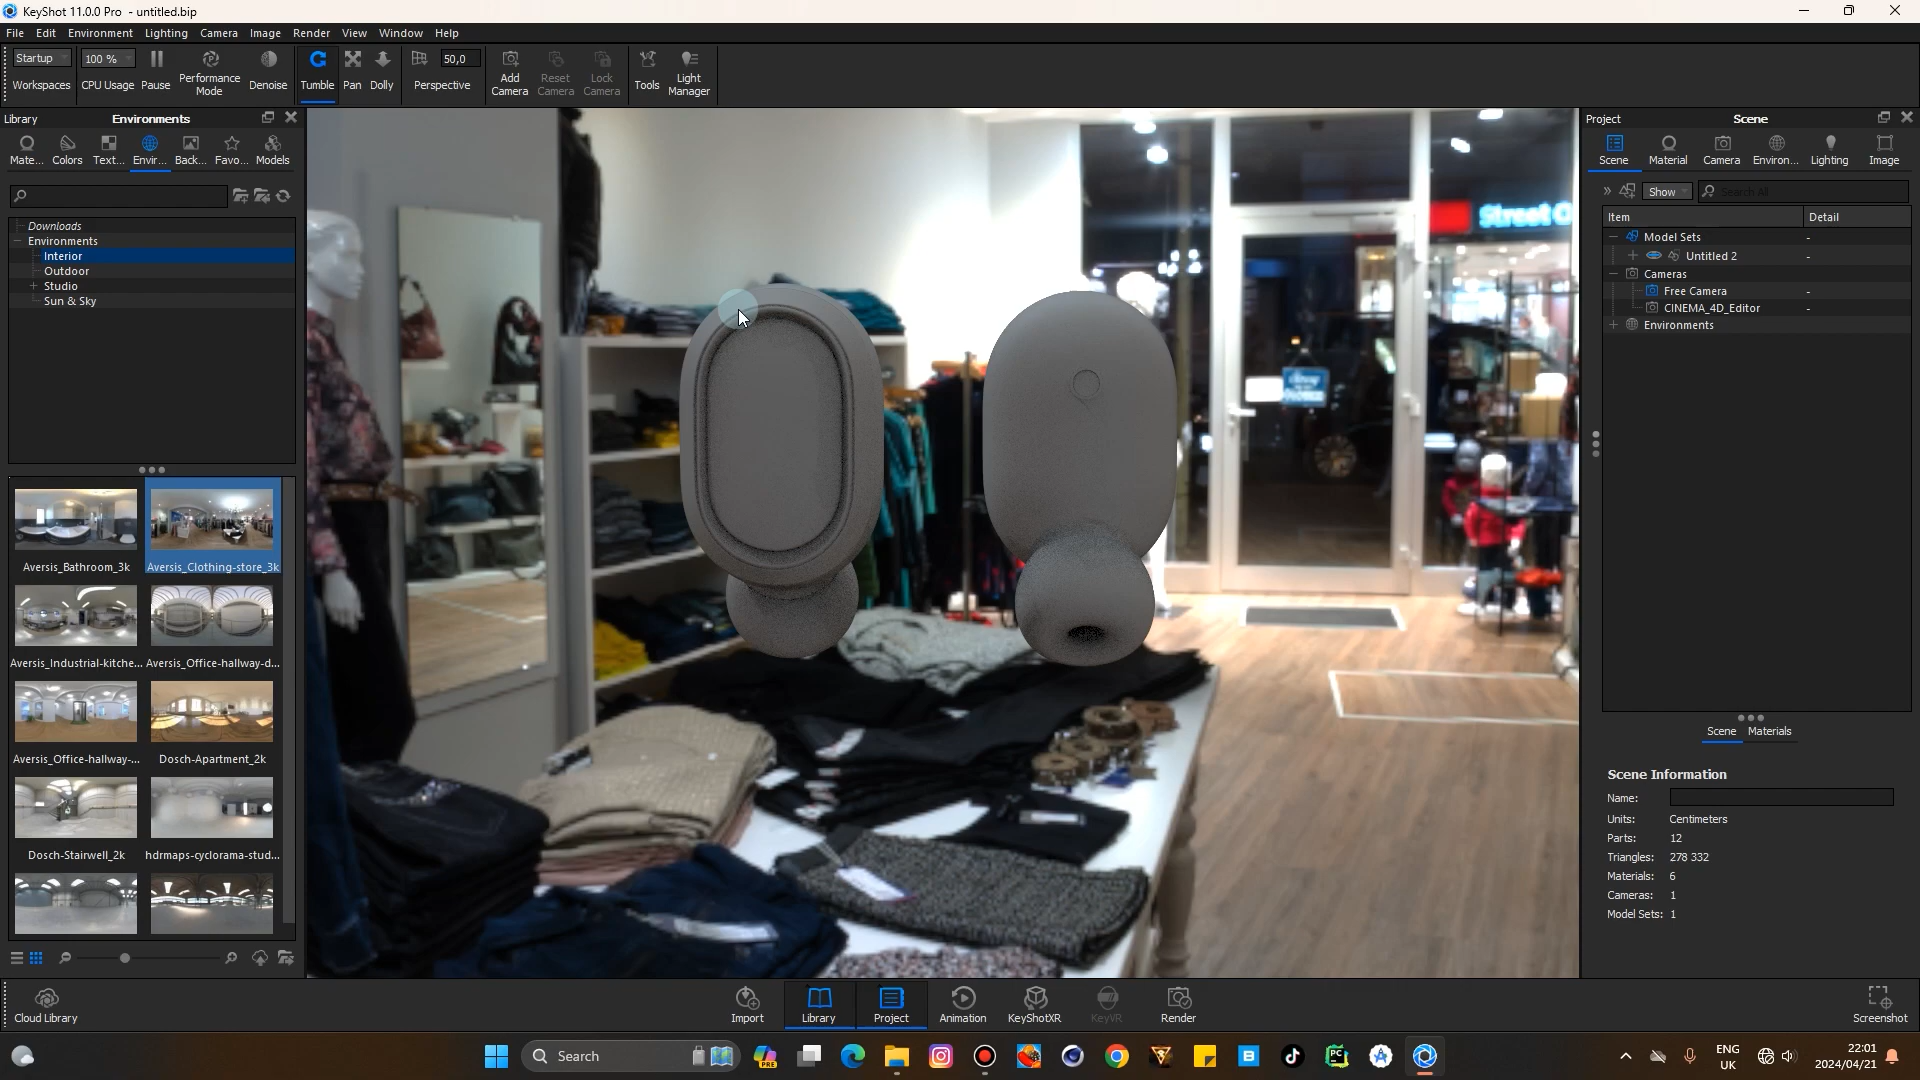 KeyShot 11.0.0 Pro - untitled.bip
File Edit Environment Lighting Camera Image Render View Window Help
Startup 100 % 50,0
Workspaces CPU Usage Pause Performance Mode Denoise Tumble Pan Dolly Perspective Add Camera Reset Camera Lock Camera Tools Light Manager
Library Environments
Mate... Colors Text... Envir... Back... Favo... Models
Downloads
Environments
Interior
Outdoor
Studio
Sun & Sky
Aversis_Bathroom_3k Aversis_Clothing-store_3k
Aversis_Industrial-kitche... Aversis_Office-hallway-d...
Aversis_Office-hallway-... Dosch-Apartment_2k
Dosch-Stairwell_2k hdrmaps-cyclorama-stud...
Street O
Project Scene
Scene Material Camera Environ... Lighting Image
» Show Search All
Item Detail
Model Sets -
Untitled 2 -
Cameras
Free Camera -
CINEMA_4D_Editor -
Environments
Scene Materials
Scene Information
Name:
Units: Centimeters
Parts: 12
Triangles: 278 332
Materials: 6
Cameras: 1
Model Sets: 1
Cloud Library Import Library Project Animation KeyShotXR KeyVR Render Screenshot
Search
PRE
PC
ENG
UK
22:01
2024/04/21